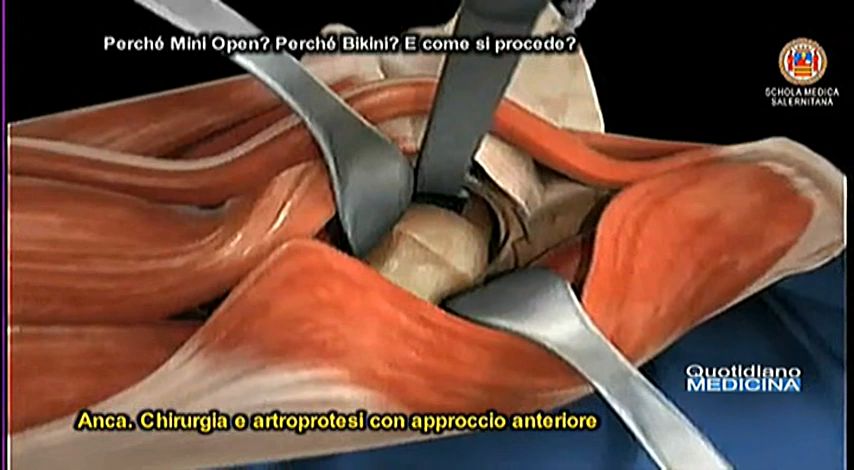 Perché Mini Open? Perché Bikini? E come si procede?
SCHOLA MEDICA
SALERNITANA
Quotidiano
MEDICINA
Anca. Chirurgia e artroprotesi con approccio anteriore